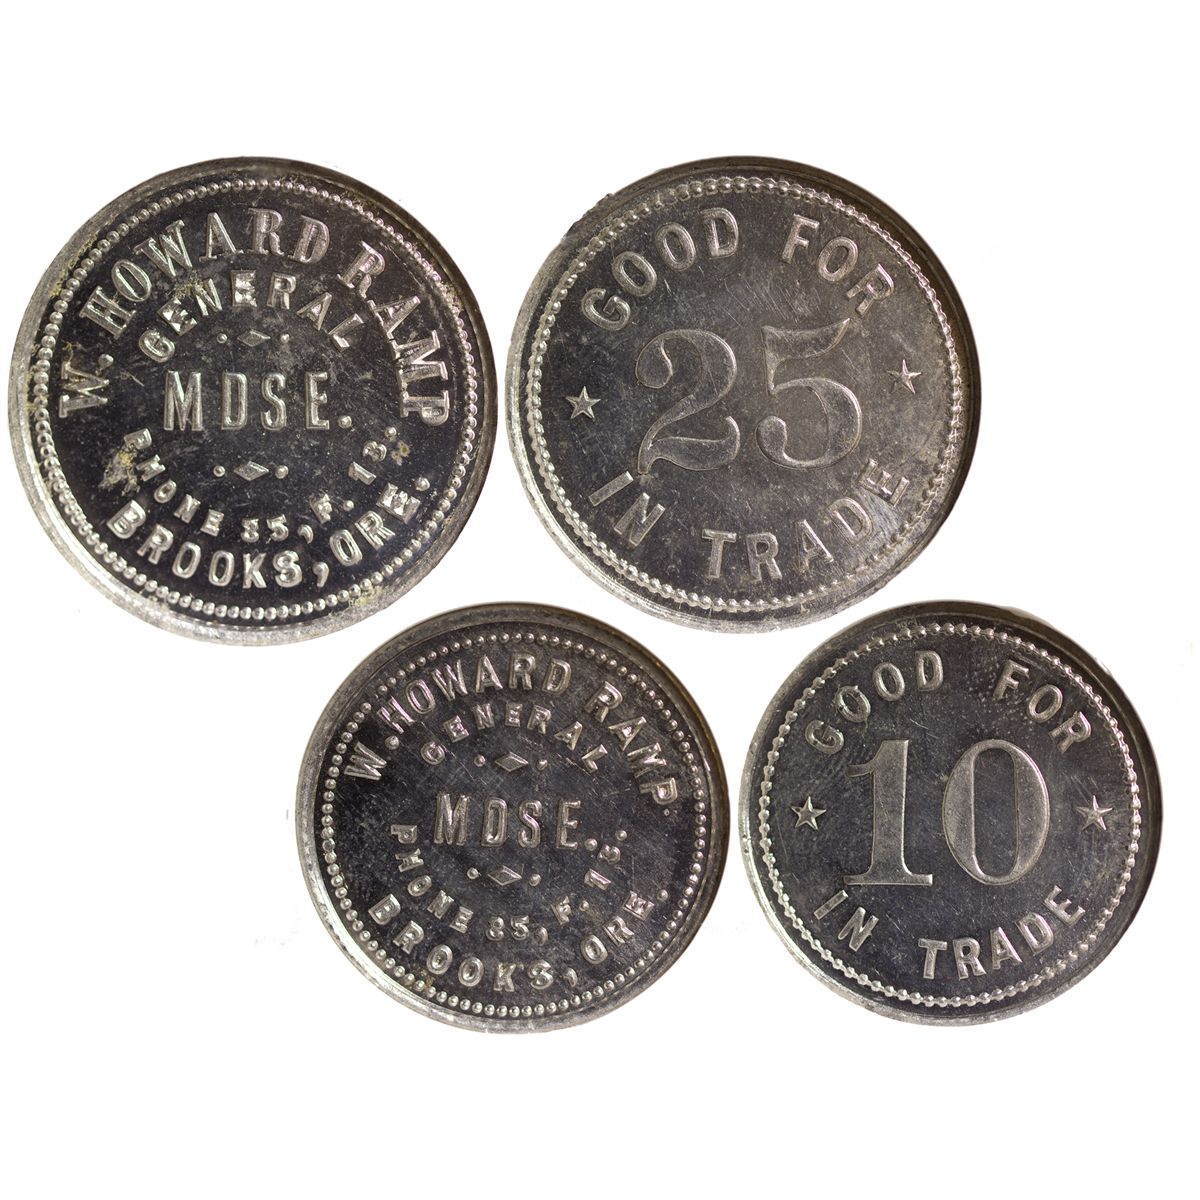 W. HOWARD RAMP
GENERAL
MDSE.
PHONE 35, F. 13.
BROOKS, ORE.
GOOD FOR
25
IN TRADE
W. HOWARD RAMP.
GENERAL
MDSE.
PHONE 35, F. 13.
BROOKS, ORE.
GOOD FOR
10
IN TRADE